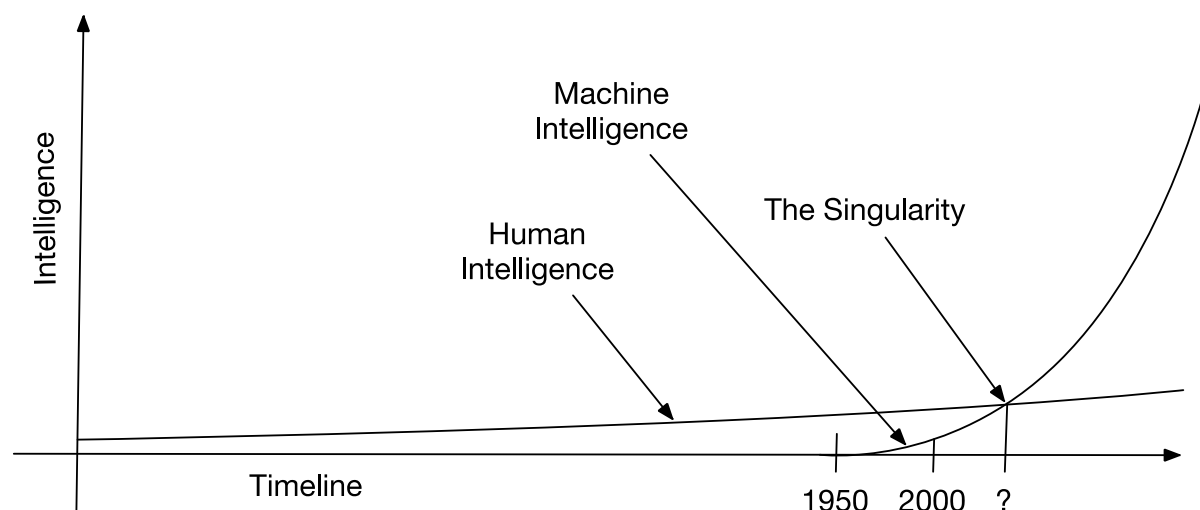 Machine
Intelligence
The Singularity
Human
Intelligence
Intelligence
Timeline
1950 2000 ?